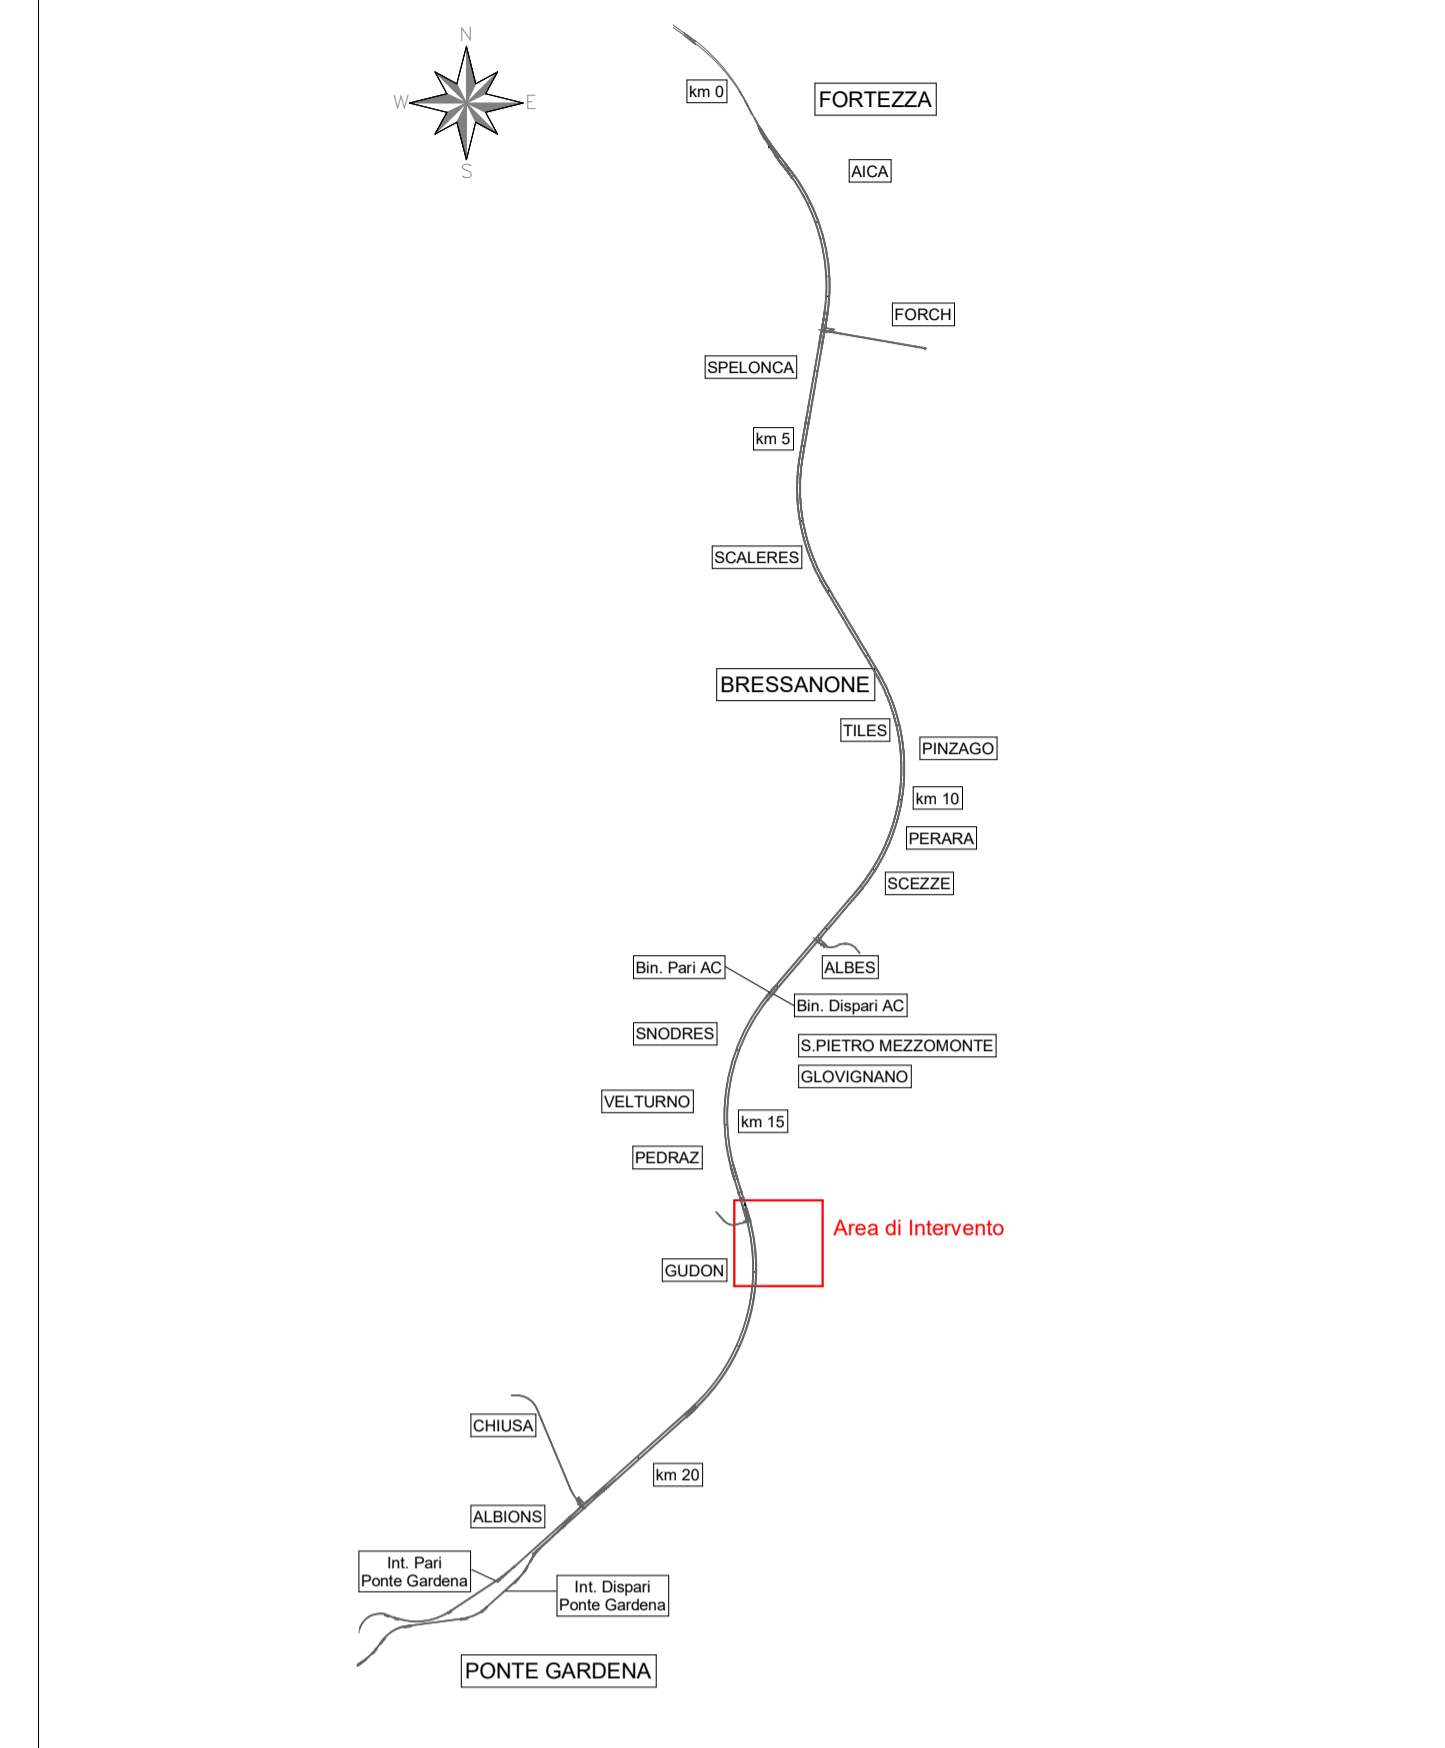 N
km 0
FORTEZZA
W
E
AICA
S
FORCH
SPELONCA
km 5
SCALERES
BRESSANONE
TILES
PINZAGO
km 10
PERARA
SCEZZE
Bin. Pari AC
ALBES
Bin. Dispari AC
SNODRES
S.PIETRO MEZZOMONTE
GLOVIGNANO
VELTURNO
km 15
PEDRAZ
Area di Intervento
GUDON
CHIUSA
km 20
ALBIONS
Int. Pari
Ponte Gardena
Int. Dispari
Ponte Gardena
PONTE GARDENA